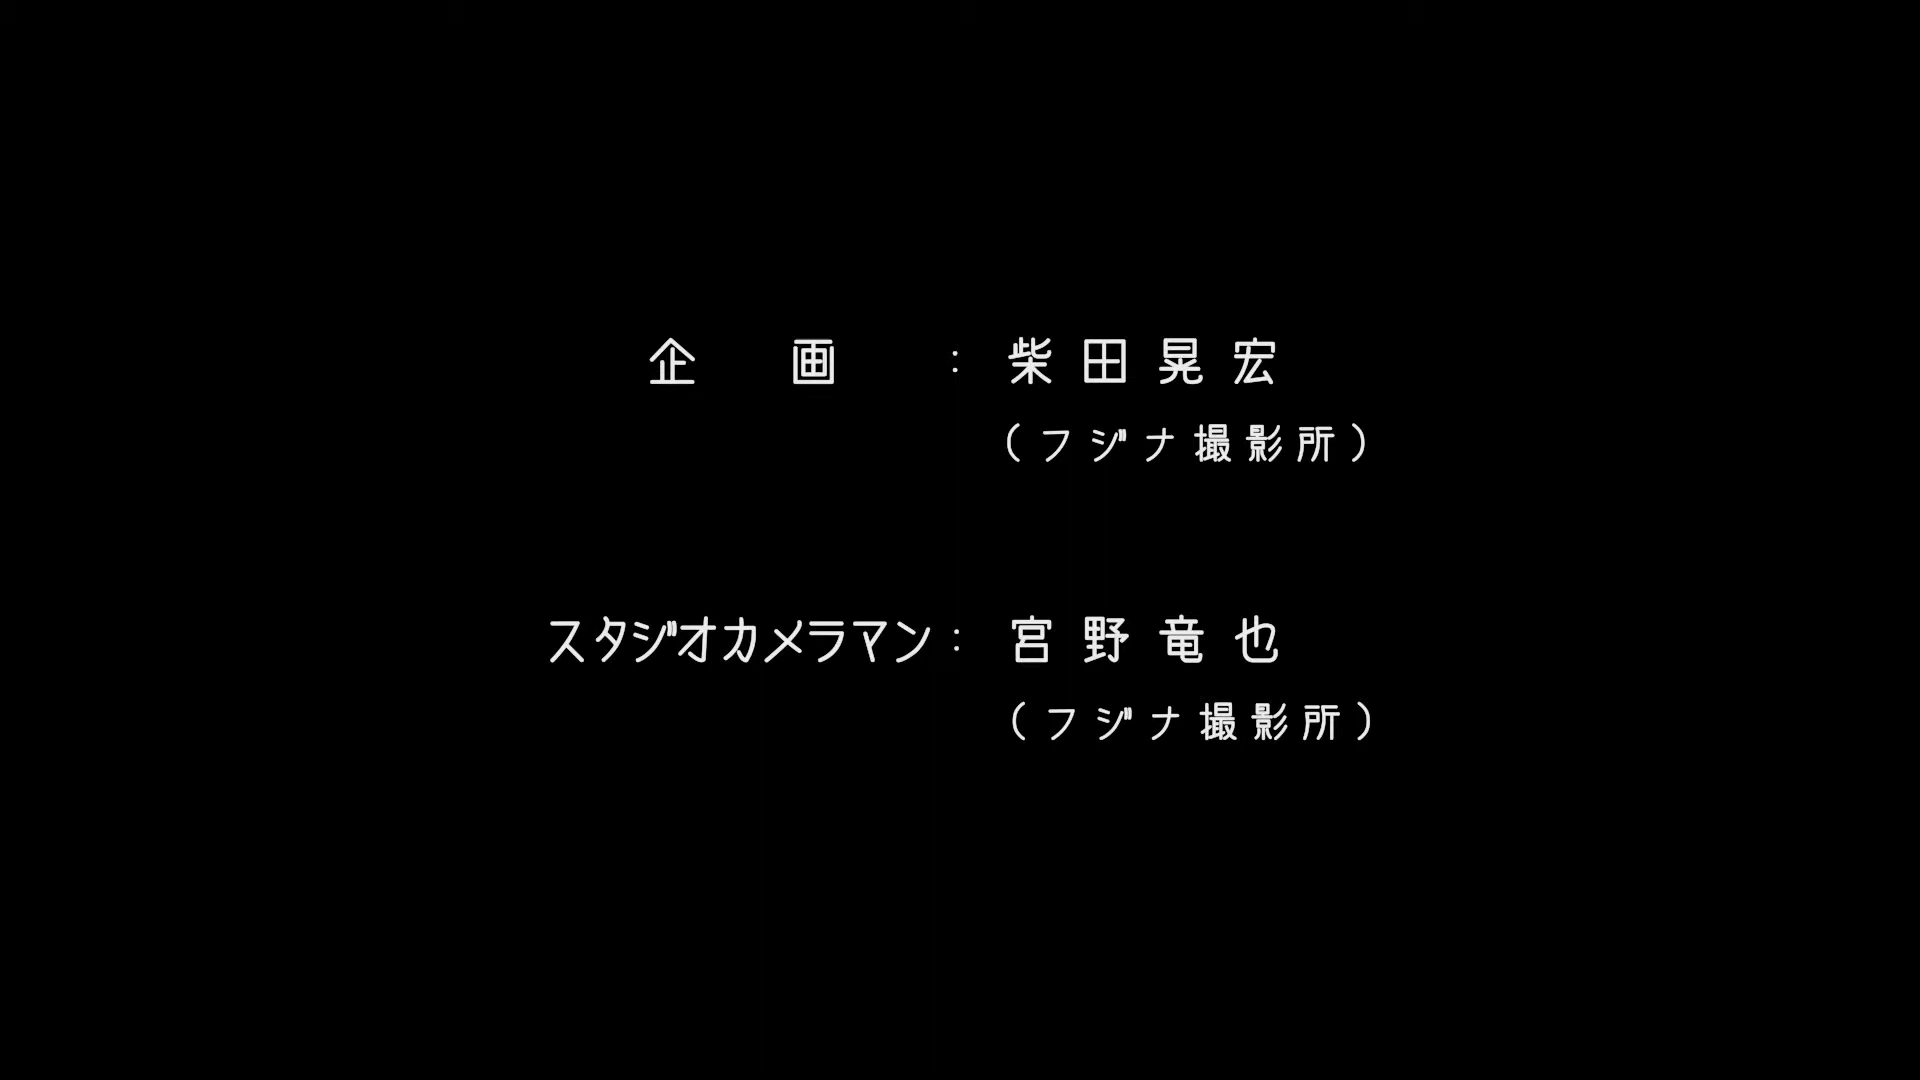 企画：柴田晃宏
（フジナ撮影所）
スタジオカメラマン：宮野竜也
（フジナ撮影所）